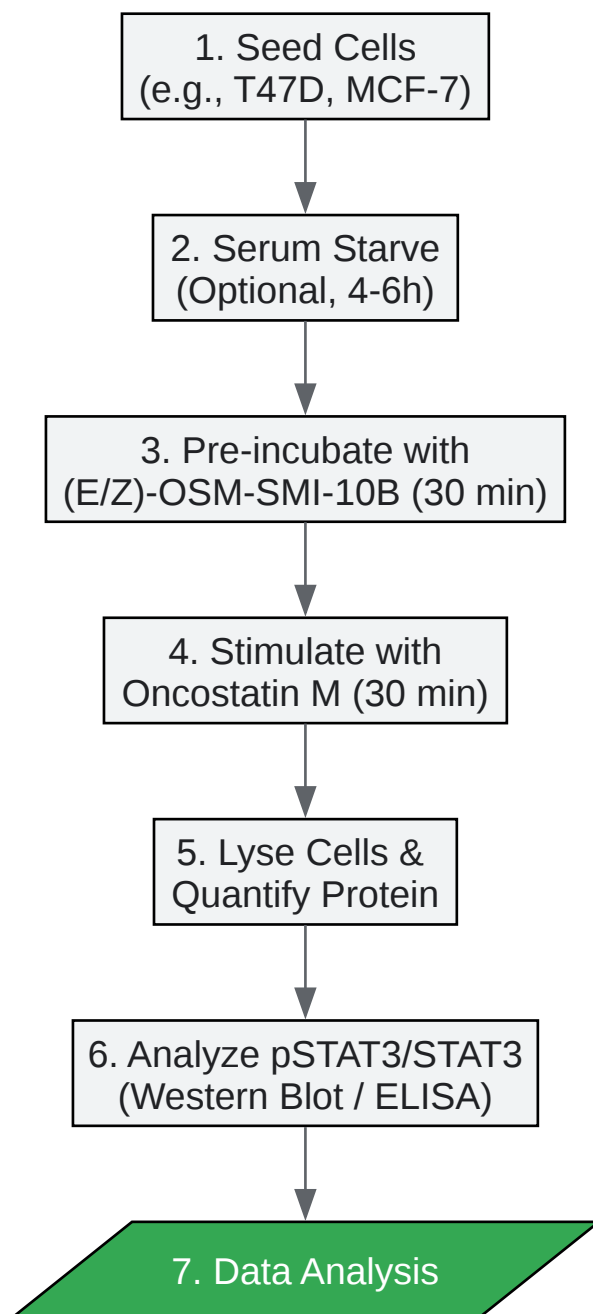 1. Seed Cells
(e.g., T47D, MCF-7)
2. Serum Starve
(Optional, 4-6h)
3. Pre-incubate with
(E/Z)-OSM-SMI-10B (30 min)
4. Stimulate with
Oncostatin M (30 min)
5. Lyse Cells &
Quantify Protein
6. Analyze pSTAT3/STAT3
(Western Blot / ELISA)
7. Data Analysis